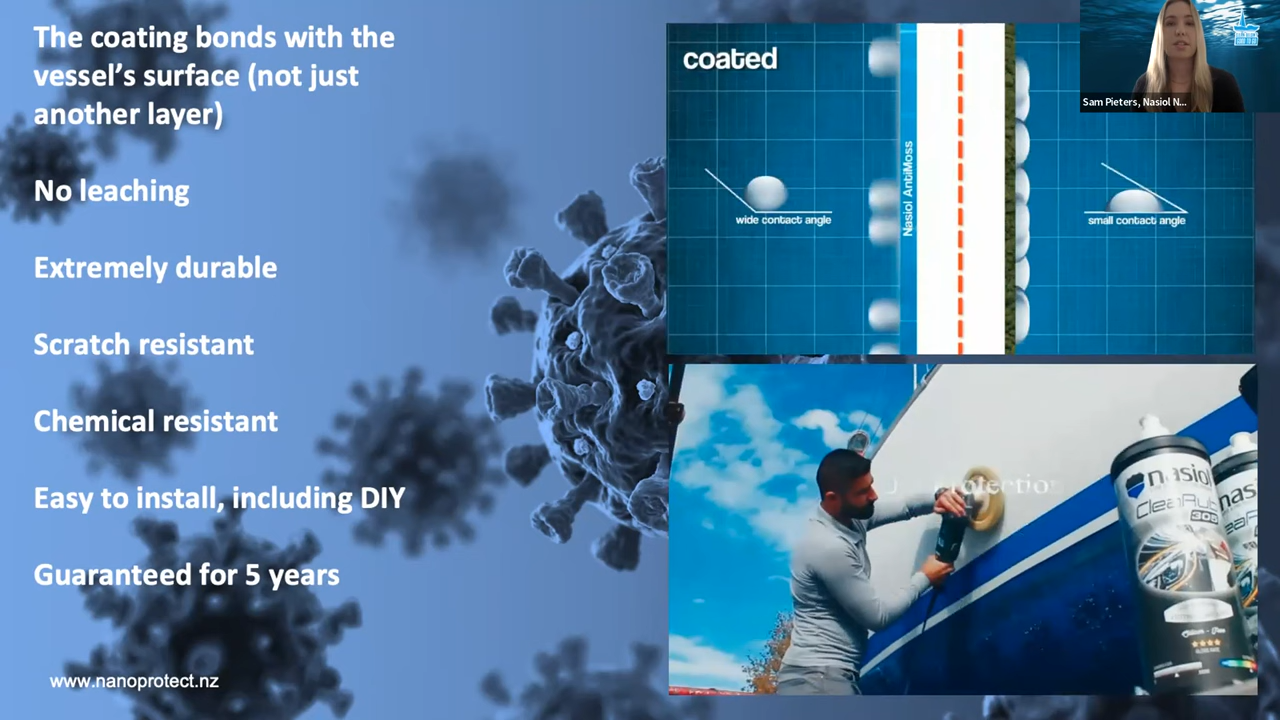 The coating bonds with the
vessel's surface (not just
another layer)
No leaching
Extremely durable
Scratch resistant
Chemical resistant
Easy to install, including DIY
Guaranteed for 5 years
www.nanoprotect.nz
coated
wide contact angle
Nasiol AntiMoss
small contact angle
Sam Pieters, Nasiol N...
nasiol